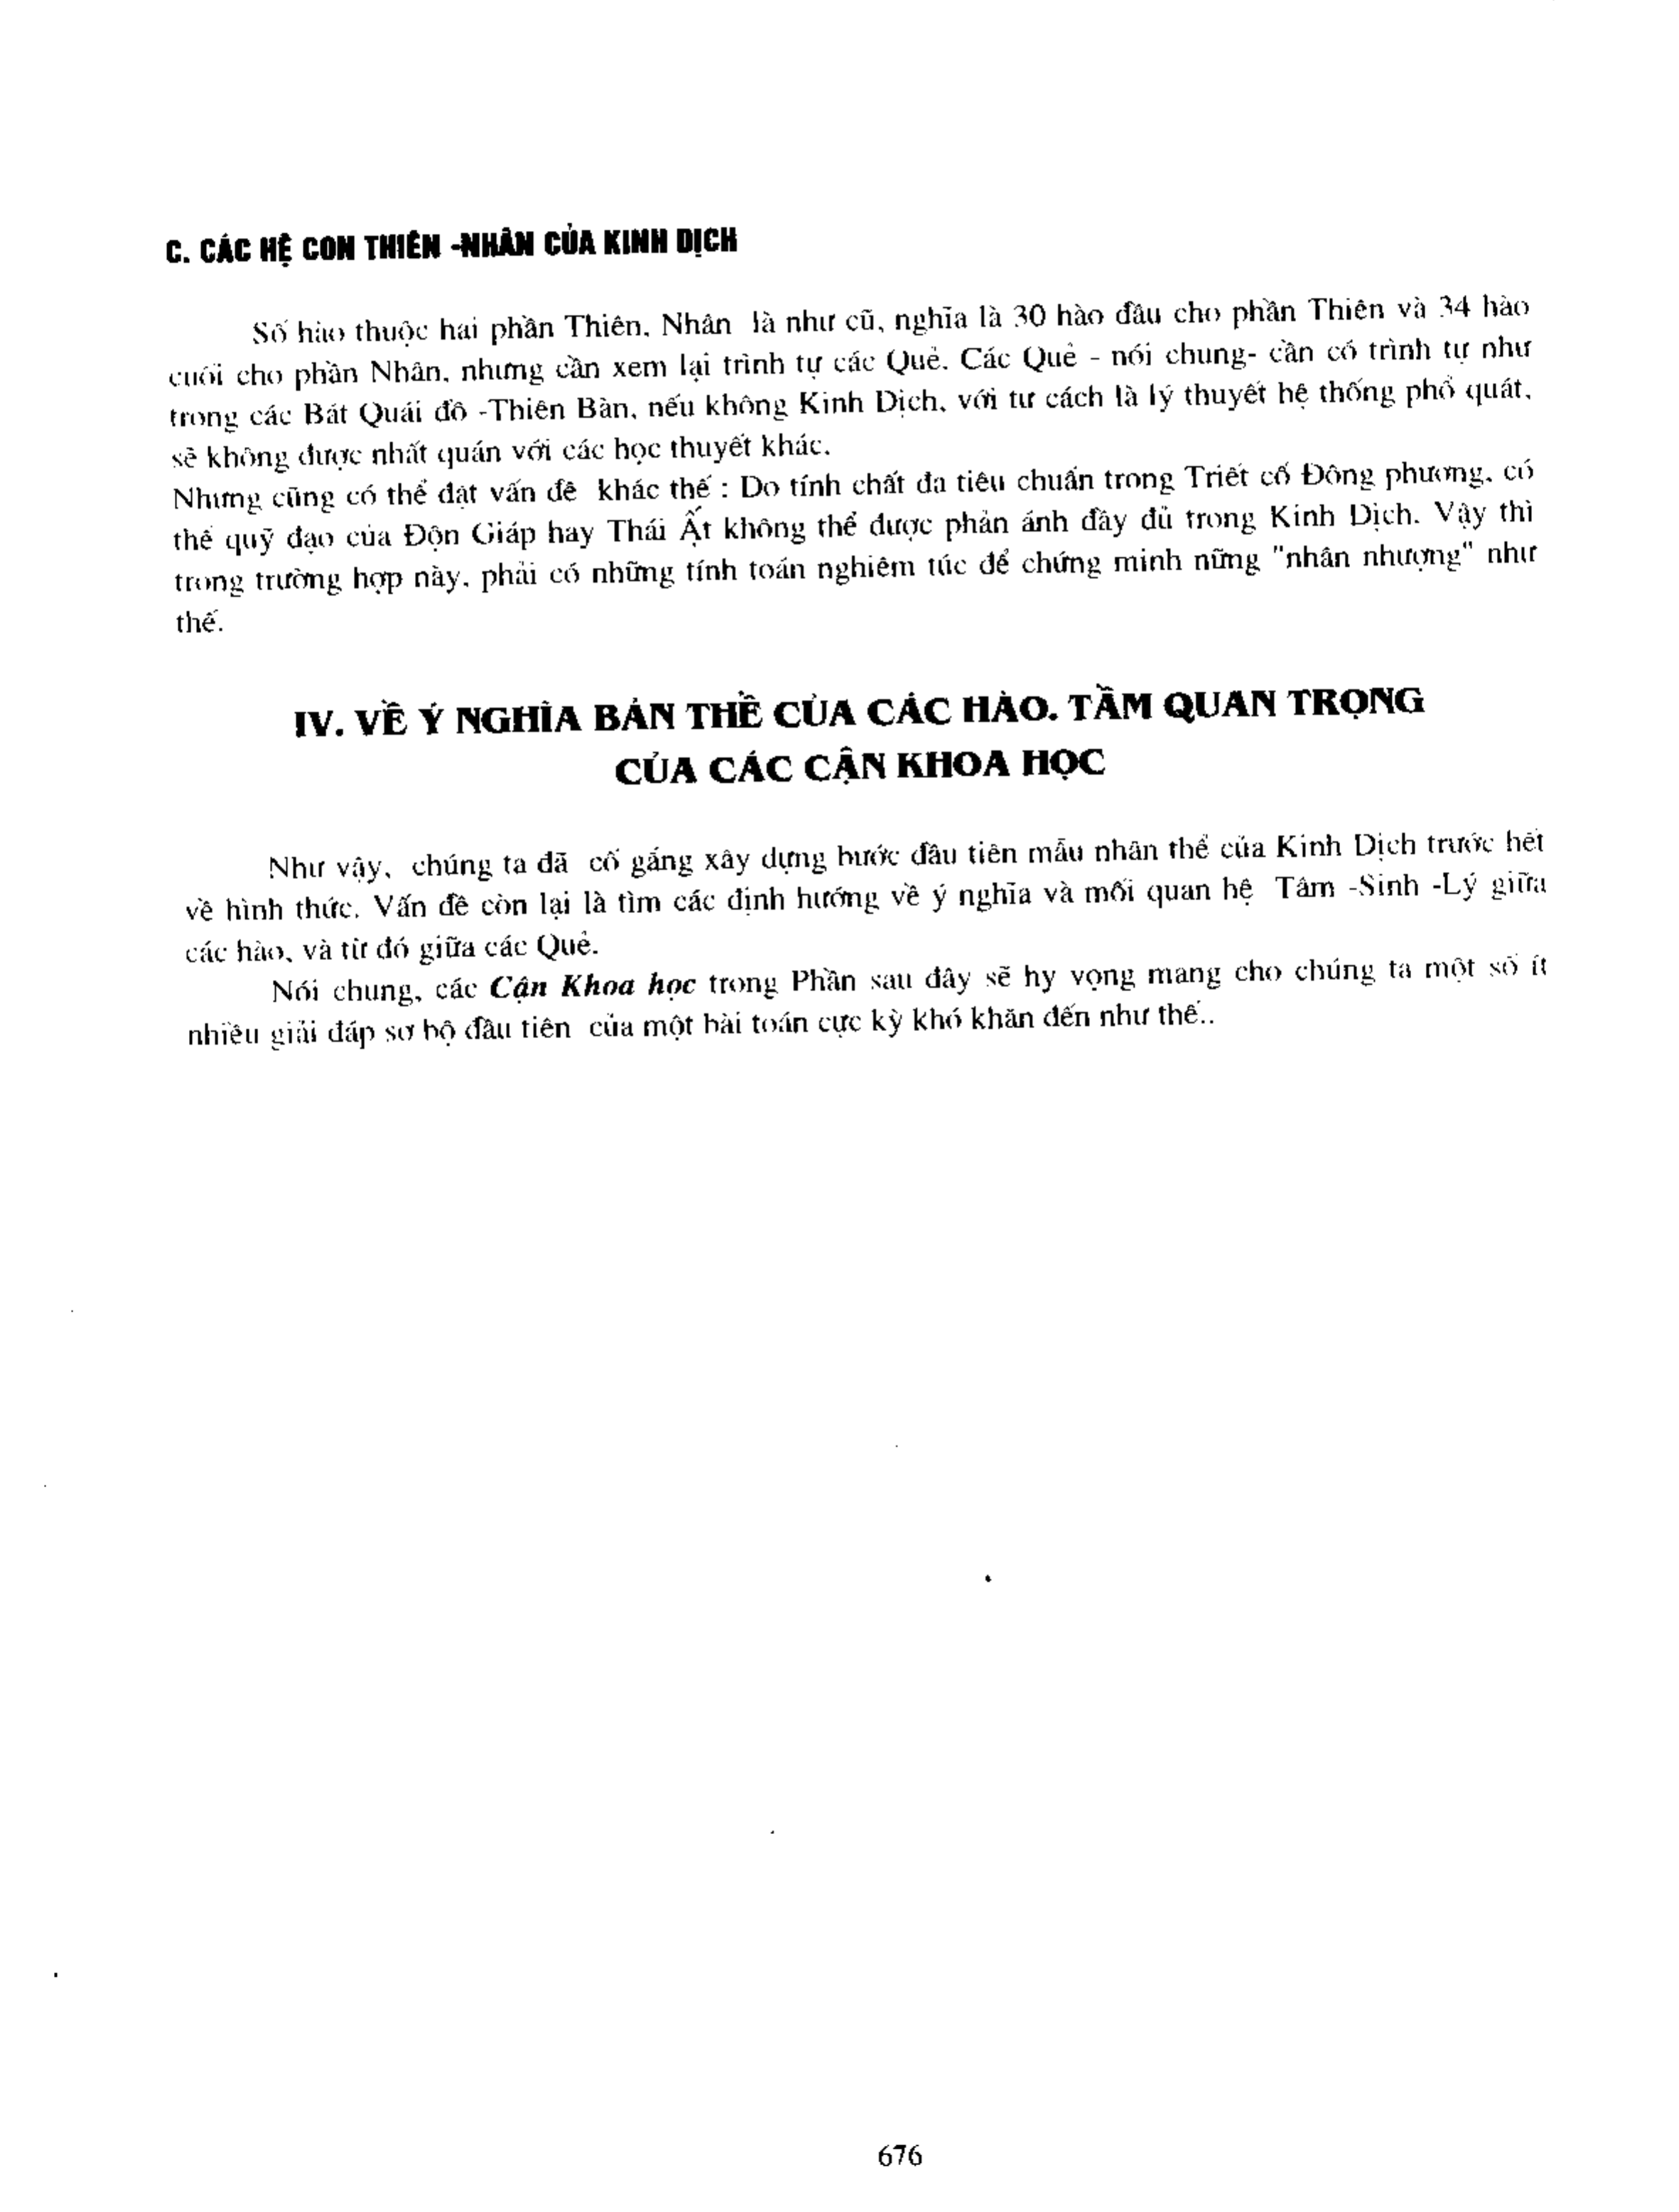 C. CÁC HỆ CON THIÊN -NHÂN CỦA KINH DỊCH
Số hào thuộc hai phần Thiên, Nhân là như cũ, nghĩa là 30 hào đầu cho phần Thiên và 34 hào
cuối cho phần Nhân, nhưng cần xem lại trình tự các Quẻ. Các Quẻ - nói chung- cần có trình tự như
trong các Bát Quái đồ -Thiên Bàn, nếu không Kinh Dịch, với tư cách là lý thuyết hệ thống phổ quát,
sẽ không được nhất quán với các học thuyết khác.
Nhưng cũng có thể đặt vấn đề khác thế : Do tính chất đa tiêu chuẩn trong Triết cổ Đông phương, có
thể quỹ đạo của Độn Giáp hay Thái Ất không thể được phản ánh đầy đủ trong Kinh Dịch. Vậy thì
trong trường hợp này, phải có những tính toán nghiêm túc để chứng minh nững "nhân nhượng" như
thế.
IV. VỀ Ý NGHĨA BẢN THỂ CỦA CÁC HÀO. TẦM QUAN TRỌNG
CỦA CÁC CẬN KHOA HỌC
Như vậy, chúng ta đã cố gắng xây dựng bước đầu tiên mẫu nhân thể của Kinh Dịch trước hết
về hình thức. Vấn đề còn lại là tìm các định hướng về ý nghĩa và mối quan hệ Tâm -Sinh -Lý giữa
các hào, và từ đó giữa các Quẻ.
Nói chung, các Cận Khoa học trong Phần sau đây sẽ hy vọng mang cho chúng ta một số ít
nhiều giải đáp sơ bộ đầu tiên của một bài toán cực kỳ khó khăn đến như thế..
676